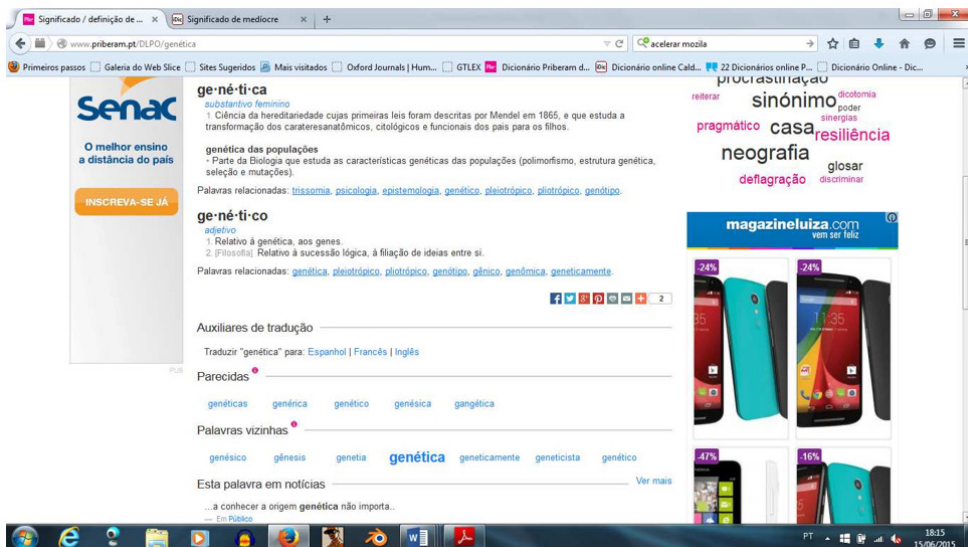 Significado / definição de ... ×
Significado de mediocre ×
www.priberam.pt/DLPO/genética
acelerar mozila
Primeiros passos
Galeria do Web Slice
Sites Sugeridos
Mais visitados
Oxford Journals | Hum...
GTLEX
Dicionário Priberam d...
Dicionário online Cald...
22 Dicionários online P...
Dicionário Online - Dic...
Senac
O melhor ensino
a distância do país
INSCREVA-SE JÁ
PUB
ge·né·ti·ca
substantivo feminino
1. Ciência da hereditariedade cujas primeiras leis foram descritas por Mendel em 1865, e que estuda a
transformação dos carateresanatômicos, citológicos e funcionais dos pais para os filhos.
genética das populações
• Parte da Biologia que estuda as características genéticas das populações (polimorfismo, estrutura genética,
seleção e mutações).
Palavras relacionadas: trissomia, psicologia, epistemologia, genético, pleiotrópico, pliotrópico, genótipo.
ge·né·ti·co
adjetivo
1. Relativo à genética, aos genes.
2. [Filosofia] Relativo à sucessão lógica, à filiação de ideias entre si.
Palavras relacionadas: genética, pleiotrópico, pliotrópico, genótipo, gênico, genômica, geneticamente.
2
Auxiliares de tradução
Traduzir "genética" para: Espanhol | Francês | Inglês
Parecidas
genéticas genérica genético genésica gangética
Palavras vizinhas
genésico gênesis genetia genética geneticamente geneticista genético
Esta palavra em notícias
Ver mais
...a conhecer a origem genética não importa..
— Em Público
procrastinação
reiterar sinónimo dicotomia
poder
sinergias
pragmático casa resiliência
neografia
glosar
deflagração discriminar
magazineluiza.com
vem ser feliz
-24%
-24%
11:35
-47%
-16%
PT
18:15
15/06/2015